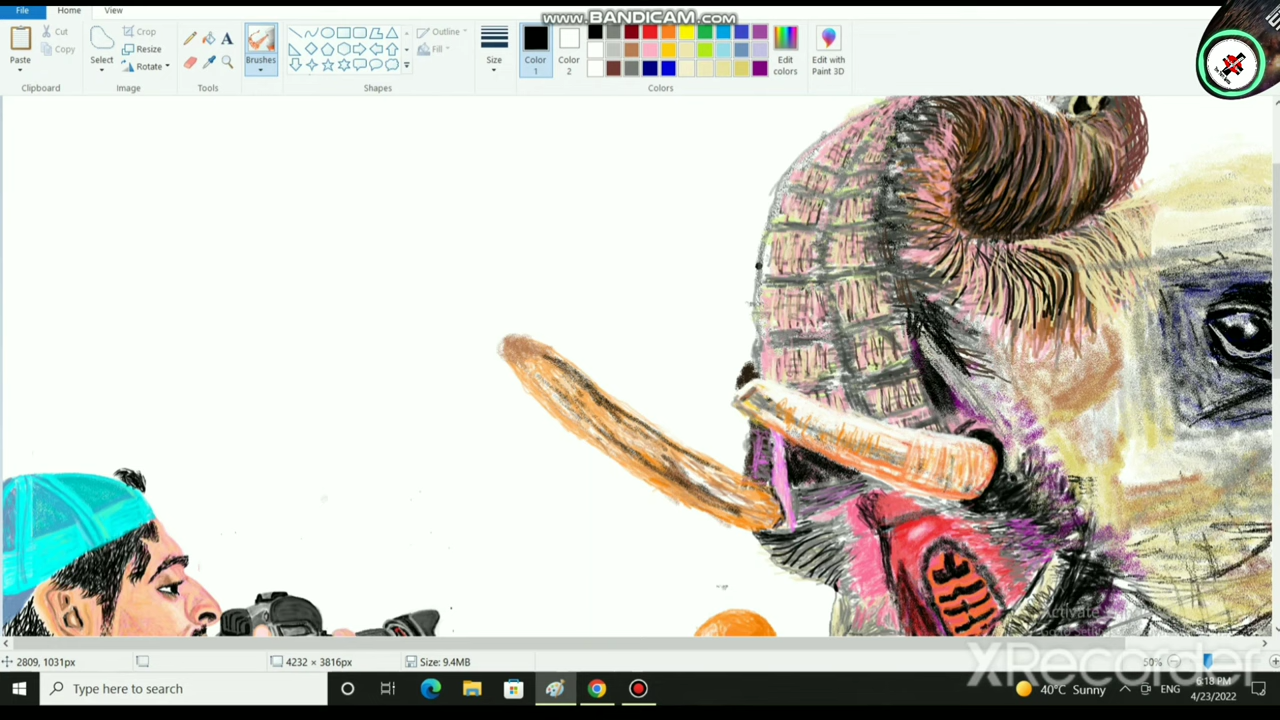 www.BANDICAM.com
File
Home
View
Paste
Cut
Copy
Clipboard
Select
Crop
Resize
Rotate
Image
A
Tools
Brushes
Outline
Fill
Shapes
Size
Color
1
Color
2
Edit
colors
Colors
Edit with
Paint 3D
2809, 1031px
4232 × 3816px
Size: 9.4MB
50%
XRecorder
Type here to search
40°C Sunny
ENG
6:18 PM
4/23/2022